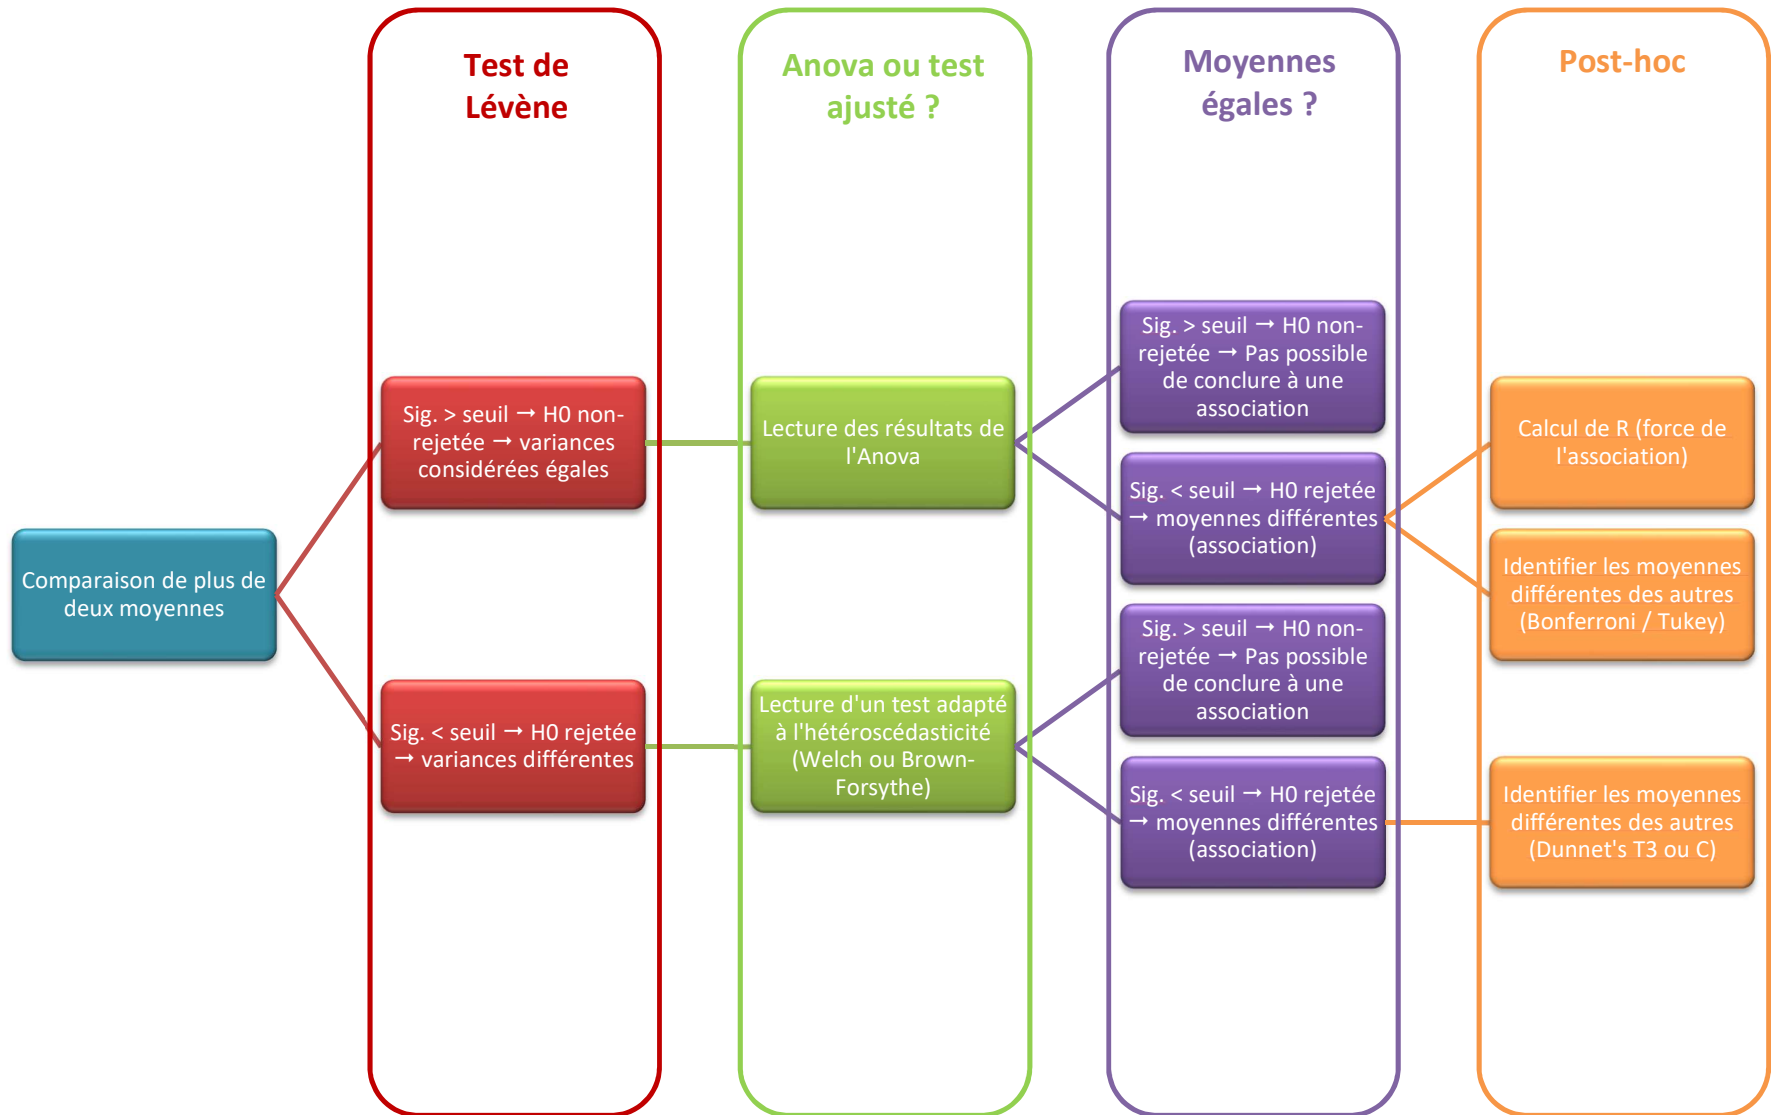 Test de
Lévène
Anova ou test
ajusté ?
Moyennes
égales ?
Post-hoc
Comparaison de plus de
deux moyennes
Sig. > seuil → H0 non-
rejetée → variances
considérées égales
Sig. < seuil → H0 rejetée
→ variances différentes
Lecture des résultats de
l'Anova
Lecture d'un test adapté
à l'hétéroscédasticité
(Welch ou Brown-
Forsythe)
Sig. > seuil → H0 non-
rejetée → Pas possible
de conclure à une
association
Sig. < seuil → H0 rejetée
→ moyennes différentes
(association)
Sig. > seuil → H0 non-
rejetée → Pas possible
de conclure à une
association
Sig. < seuil → H0 rejetée
→ moyennes différentes
(association)
Calcul de R (force de
l'association)
Identifier les moyennes
différentes des autres
(Bonferroni / Tukey)
Identifier les moyennes
différentes des autres
(Dunnet's T3 ou C)